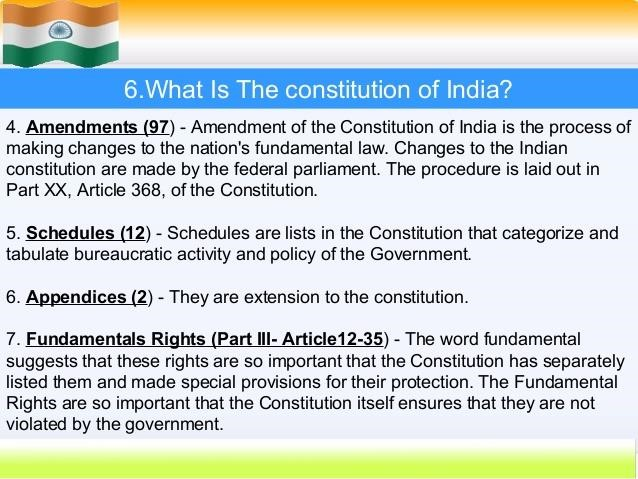 6.What Is The constitution of India?
4. Amendments (97) - Amendment of the Constitution of India is the process of
making changes to the nation's fundamental law. Changes to the Indian
constitution are made by the federal parliament. The procedure is laid out in
Part XX, Article 368, of the Constitution.
5. Schedules (12) - Schedules are lists in the Constitution that categorize and
tabulate bureaucratic activity and policy of the Government.
6. Appendices (2) - They are extension to the constitution.
7. Fundamentals Rights (Part III- Article12-35) - The word fundamental
suggests that these rights are so important that the Constitution has separately
listed them and made special provisions for their protection. The Fundamental
Rights are so important that the Constitution itself ensures that they are not
violated by the government.